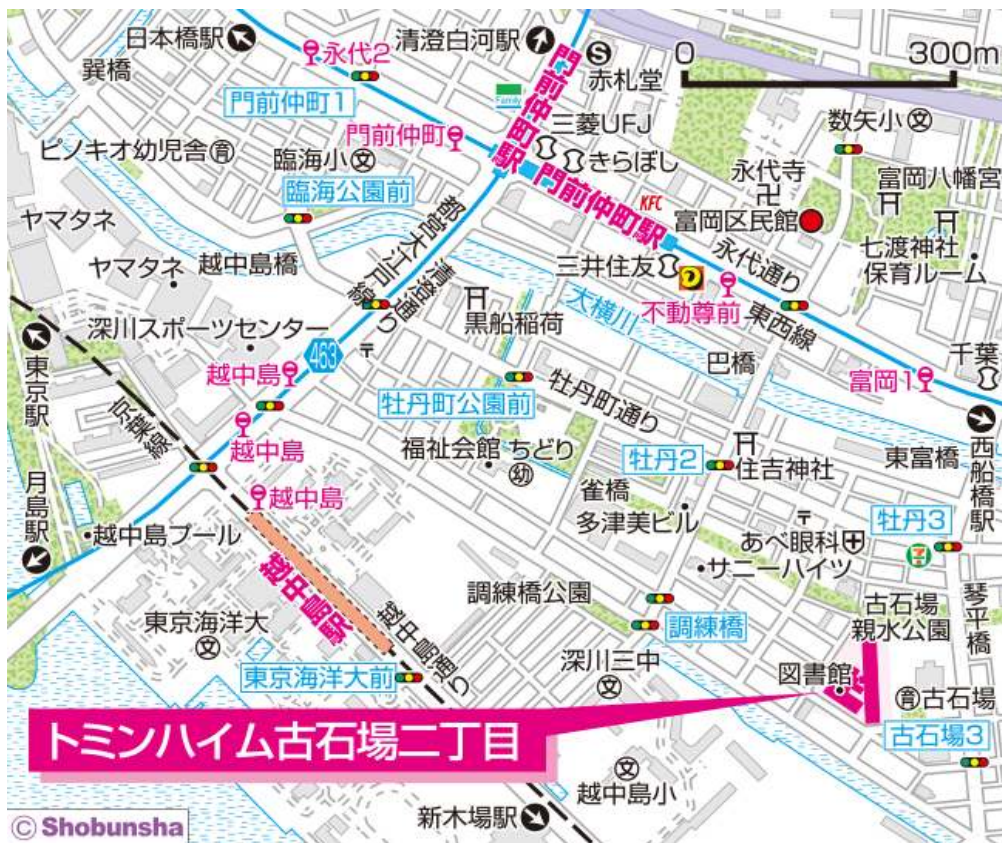 日本橋駅
永代2
清澄白河駅
S
赤札堂
0
300m
巽橋
門前仲町1
Family
門前仲町駅
三菱UFJ
数矢小
文
ピノキオ幼児舎
育
門前仲町
臨海小
文
きらぼし
永代寺
臨海公園前
門前仲町駅
KFC
富岡区民館
富岡八幡宮
ヤマタネ
七渡神社
保育ルーム
ヤマタネ
越中島橋
都営大江戸線
清澄通り
三井住友
永代通り
大横川
不動尊前
東西線
深川スポーツセンター
黒船稲荷
463
〒
巴橋
千葉
東京駅
越中島
富岡1
京葉線
牡丹町公園前
牡丹町通り
越中島
福祉会館
ちどり
幼
牡丹2
住吉神社
東富橋
西船橋駅
月島駅
越中島
雀橋
多津美ビル
〒
牡丹3
越中島プール
あべ眼科
7
サニーハイツ
越中島駅
調練橋公園
古石場
親水公園
琴平橋
東京海洋大
文
越中島通り
調練橋
東京海洋大前
深川三中
文
図書館
育
古石場
トミンハイム古石場二丁目
古石場3
文
越中島小
新木場駅
© Shobunsha